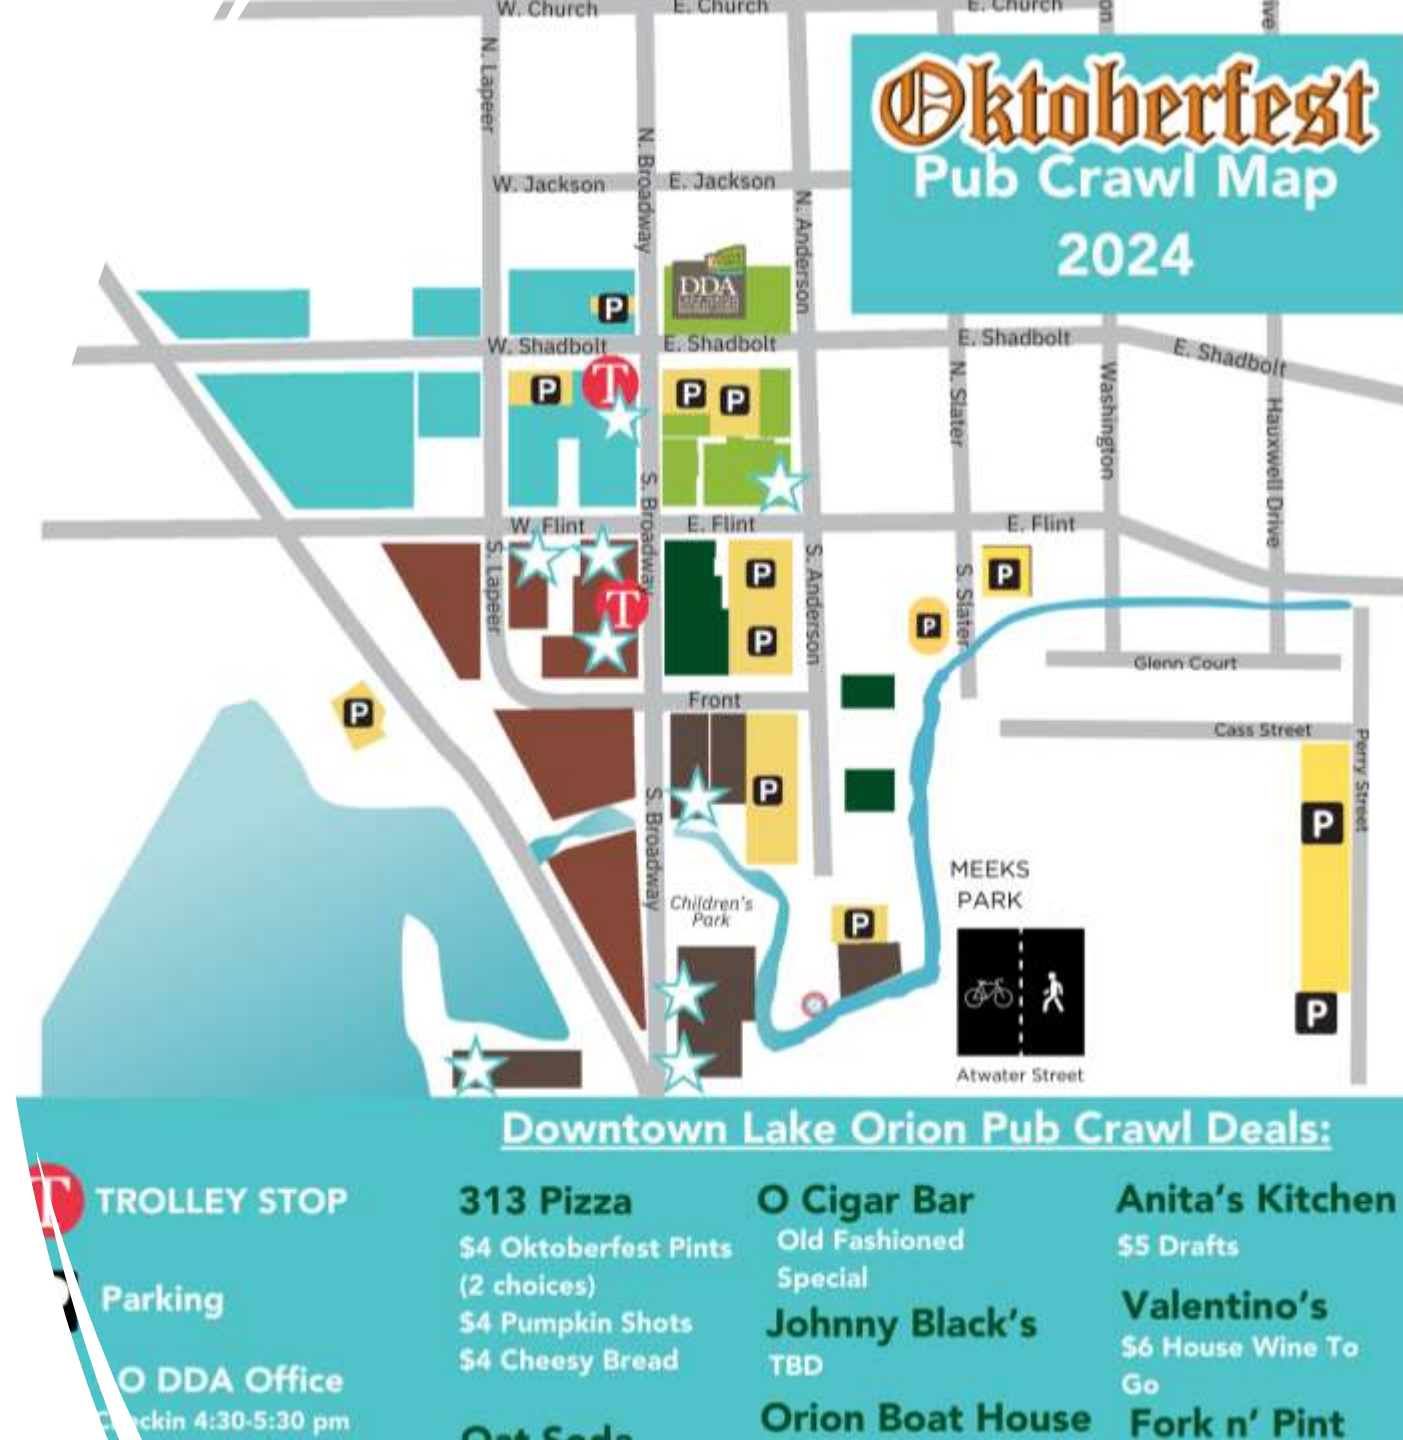 W. Church
E. Church
E. Church
N. Lapeer
N. Broadway
Oktoberfest
Pub Crawl Map
2024
W. Jackson
E. Jackson
N. Anderson
DDA
P
W. Shadbolt
E. Shadbolt
E. Shadbolt
E. Shadbolt
P
T
P
P
N. Slater
Washington
Hauxwell Drive
S. Broadway
W. Flint
E. Flint
E. Flint
S. Lapeer
S. Anderson
S. Slater
P
P
T
P
P
Glenn Court
P
Front
Cass Street
Perry Street
P
P
S. Broadway
MEEKS
PARK
Children's
Park
P
P
Atwater Street
Downtown Lake Orion Pub Crawl Deals:
T TROLLEY STOP
Parking
O DDA Office
4:30-5:30 pm
313 Pizza
$4 Oktoberfest Pints
(2 choices)
$4 Pumpkin Shots
$4 Cheesy Bread
O Cigar Bar
Old Fashioned
Special
Johnny Black's
TBD
Orion Boat House
Anita's Kitchen
$5 Drafts
Valentino's
$6 House Wine To
Go
Fork n' Pint